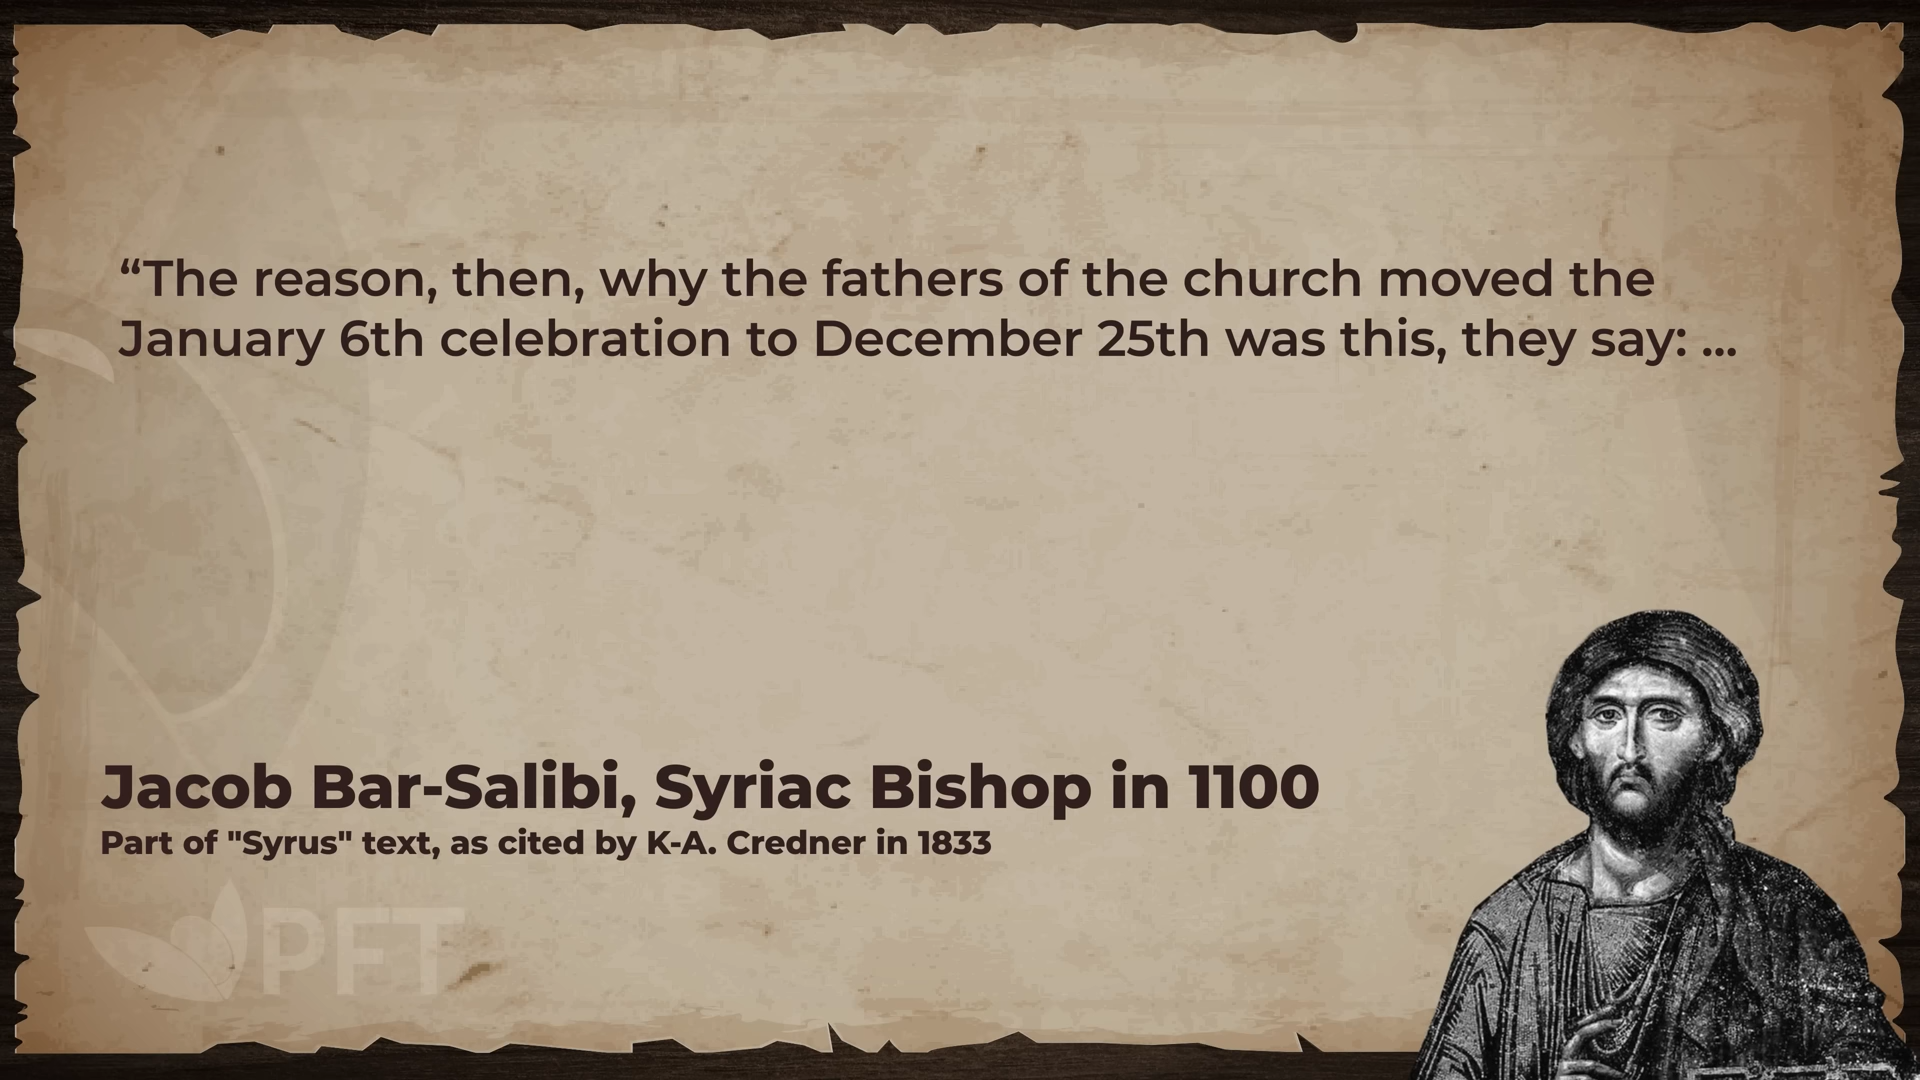 “The reason, then, why the fathers of the church moved the
January 6th celebration to December 25th was this, they say: ...
Jacob Bar-Salibi, Syriac Bishop in 1100
Part of "Syrus" text, as cited by K-A. Credner in 1833
PFT